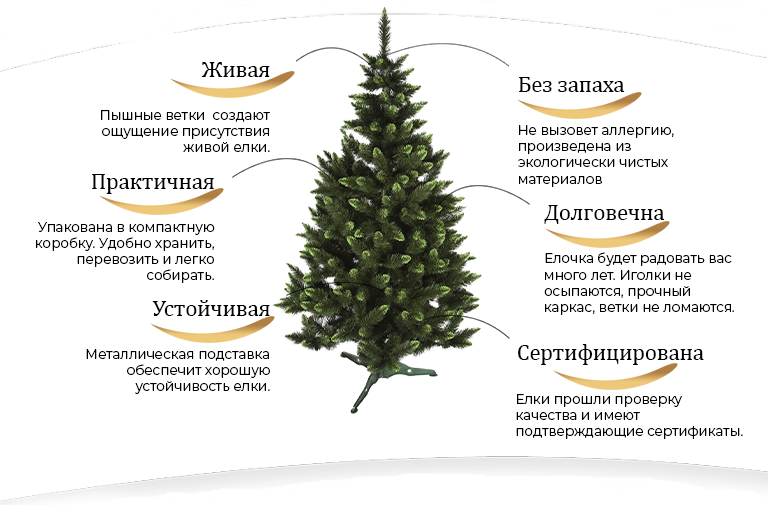 Живая
Пышные ветки создают
ощущение присутствия
живой елки.
Практичная
Упакована в компактную
коробку. Удобно хранить,
перевозить и легко
собирать.
Устойчивая
Металлическая подставка
обеспечит хорошую
устойчивость елки.
Без запаха
Не вызовет аллергию,
произведена из
экологически чистых
материалов
Долговечна
Елочка будет радовать вас
много лет. Иголки не
осыпаются, прочный
каркас, ветки не ломаются.
Сертифицирована
Елки прошли проверку
качества и имеют
подтверждающие сертификаты.